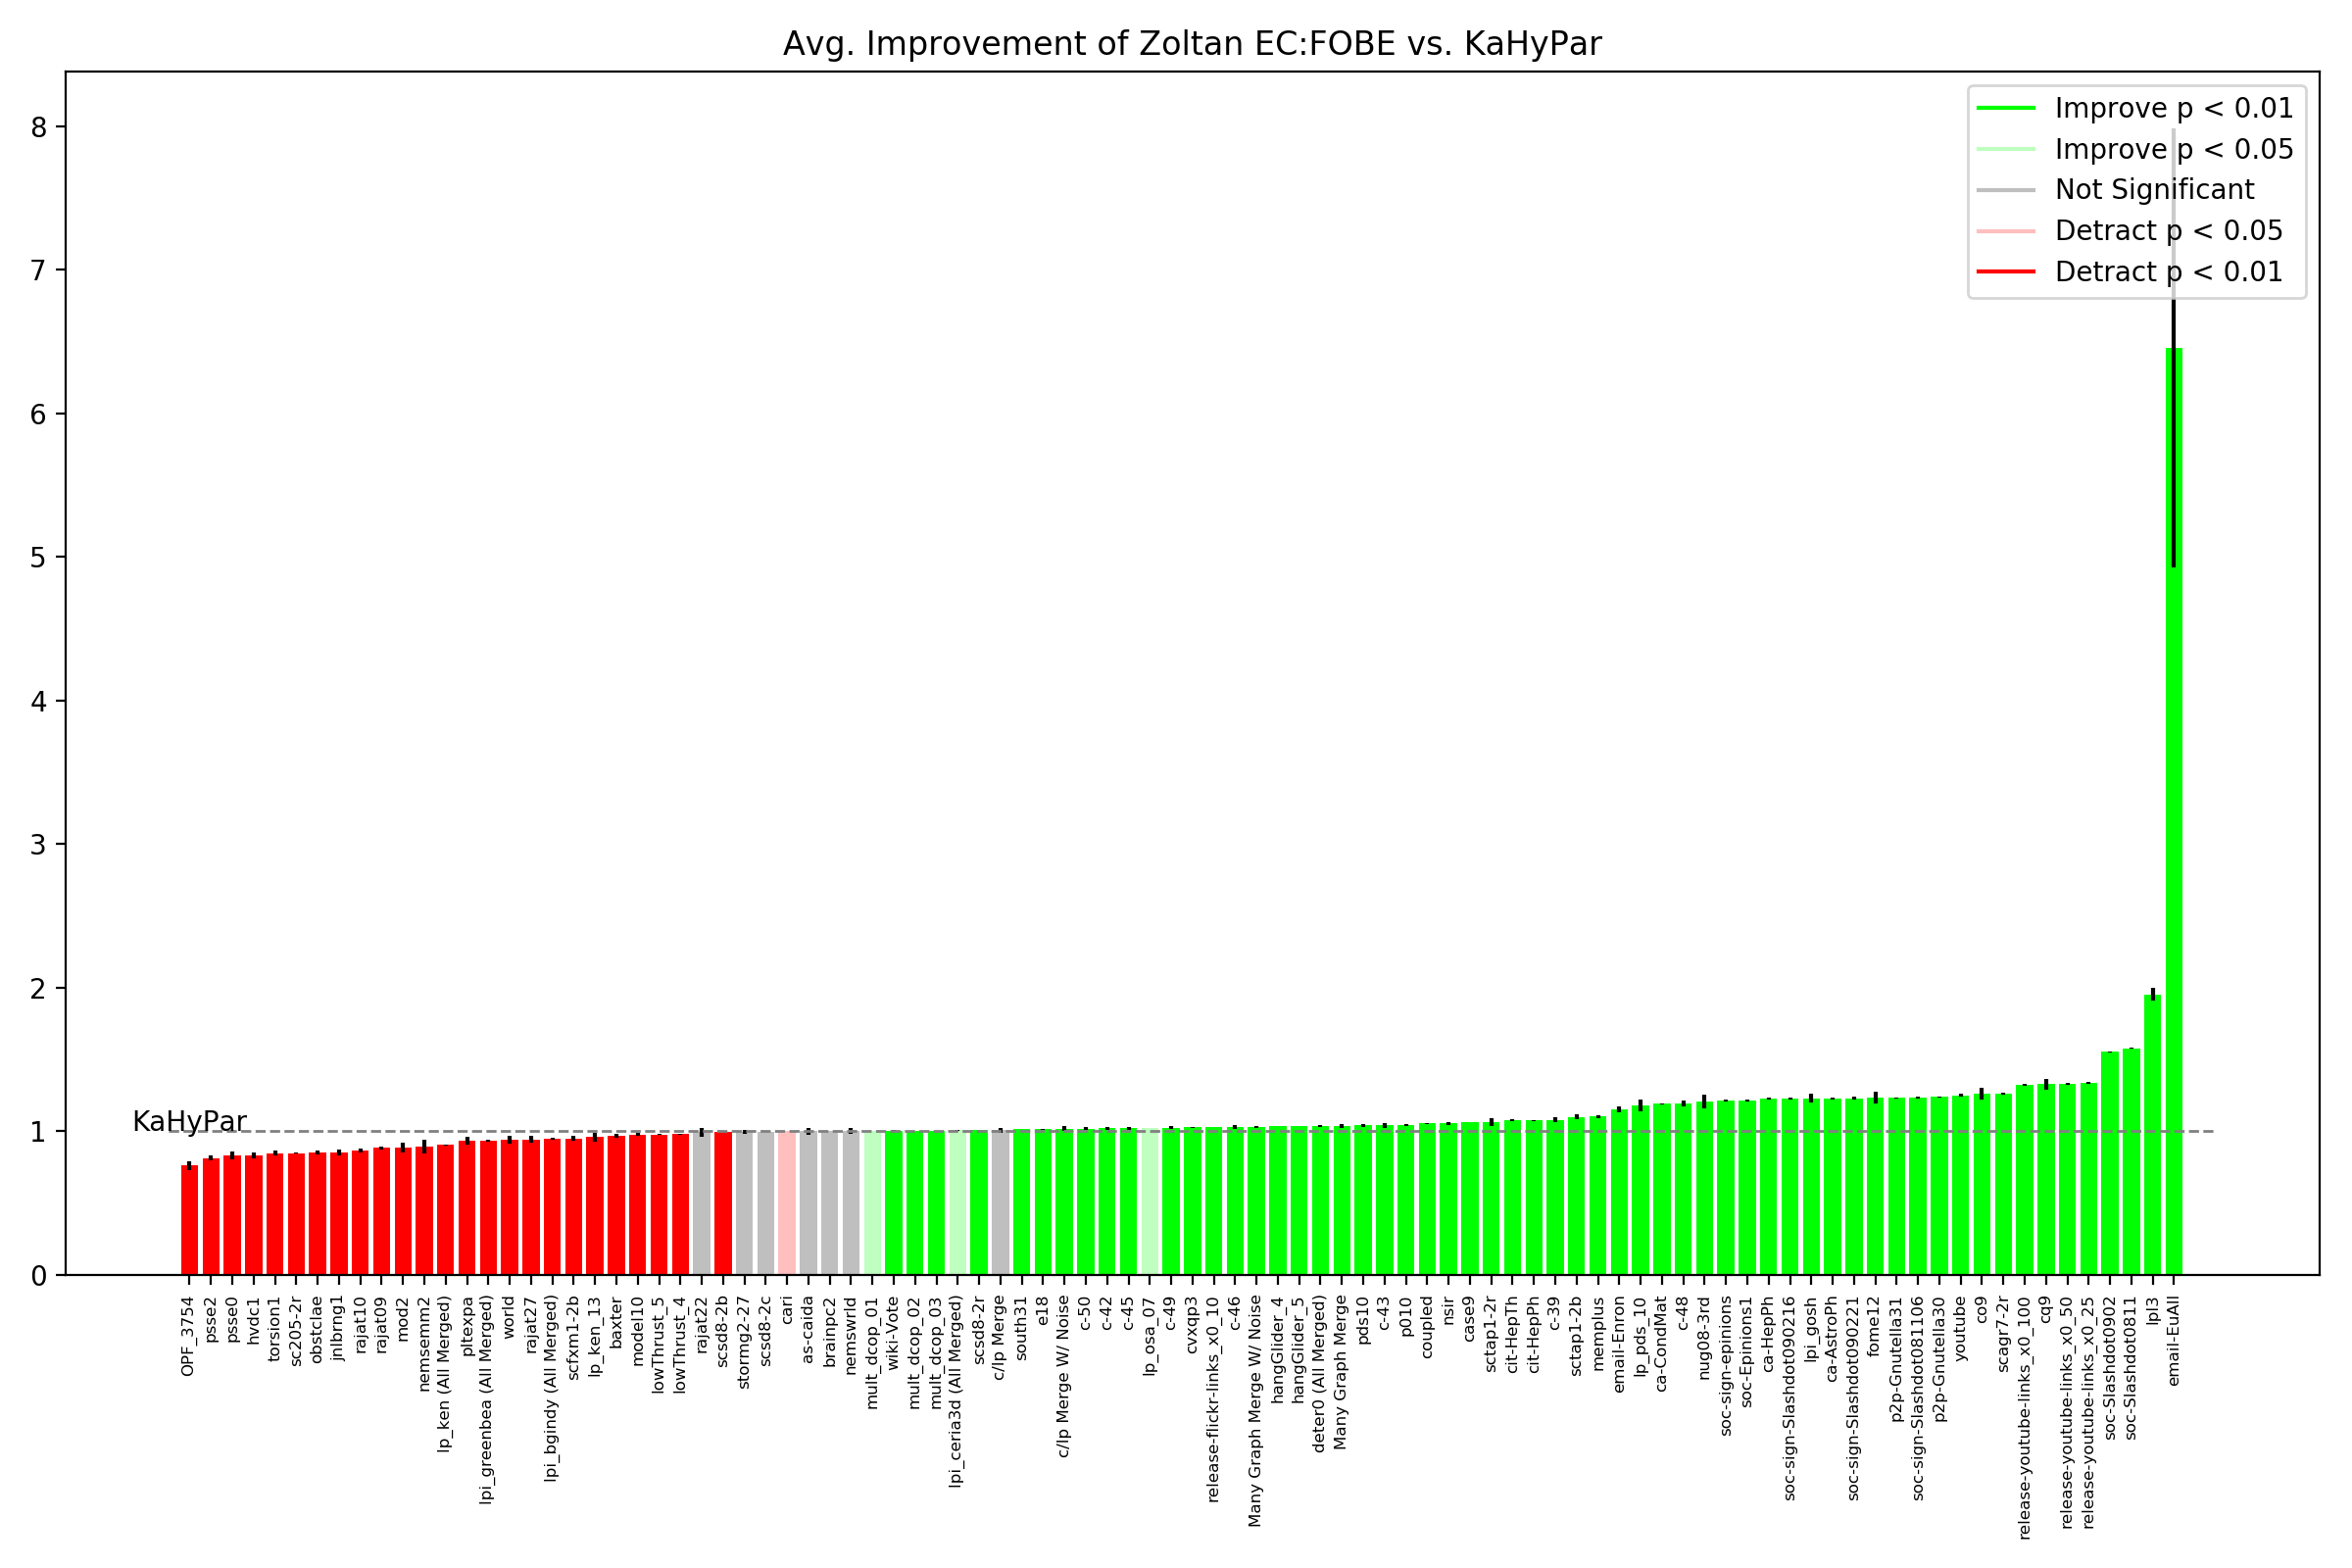 Avg. Improvement of Zoltan EC:FOBE vs. KaHyPar
Improve p < 0.01
Improve p < 0.05
Not Significant
Detract p < 0.05
Detract p < 0.01
8
7
6
5
4
3
2
1
0
KaHyPar
OPF_3754
psse2
psse0
hvdc1
torsion1
sc205-2r
obstclae
jnlbrng1
rajat10
rajat09
mod2
nemsemm2
lp_ken (All Merged)
pltexpa
lpi_greenbea (All Merged)
world
rajat27
lpi_bgindy (All Merged)
scfxm1-2b
lp_ken_13
baxter
model10
lowThrust_5
lowThrust_4
rajat22
scsd8-2b
stormg2-27
scsd8-2c
cari
as-caida
brainpc2
nemswrld
mult_dcop_01
wiki-Vote
mult_dcop_02
mult_dcop_03
lpi_ceria3d (All Merged)
scsd8-2r
c/lp Merge
south31
e18
c/lp Merge W/ Noise
c-50
c-42
c-45
lp_osa_07
c-49
cvxqp3
release-flickr-links_x0_10
c-46
Many Graph Merge W/ Noise
hangGlider_4
hangGlider_5
deter0 (All Merged)
Many Graph Merge
pds10
c-43
p010
coupled
nsir
case9
sctap1-2r
cit-HepTh
cit-HepPh
c-39
sctap1-2b
memplus
email-Enron
lp_pds_10
ca-CondMat
c-48
nug08-3rd
soc-sign-epinions
soc-Epinions1
ca-HepPh
soc-sign-Slashdot090216
lpi_gosh
ca-AstroPh
soc-sign-Slashdot090221
fome12
p2p-Gnutella31
soc-sign-Slashdot081106
p2p-Gnutella30
youtube
co9
scagr7-2r
release-youtube-links_x0_100
cq9
release-youtube-links_x0_50
release-youtube-links_x0_25
soc-Slashdot0902
soc-Slashdot0811
lpl3
email-EuAll